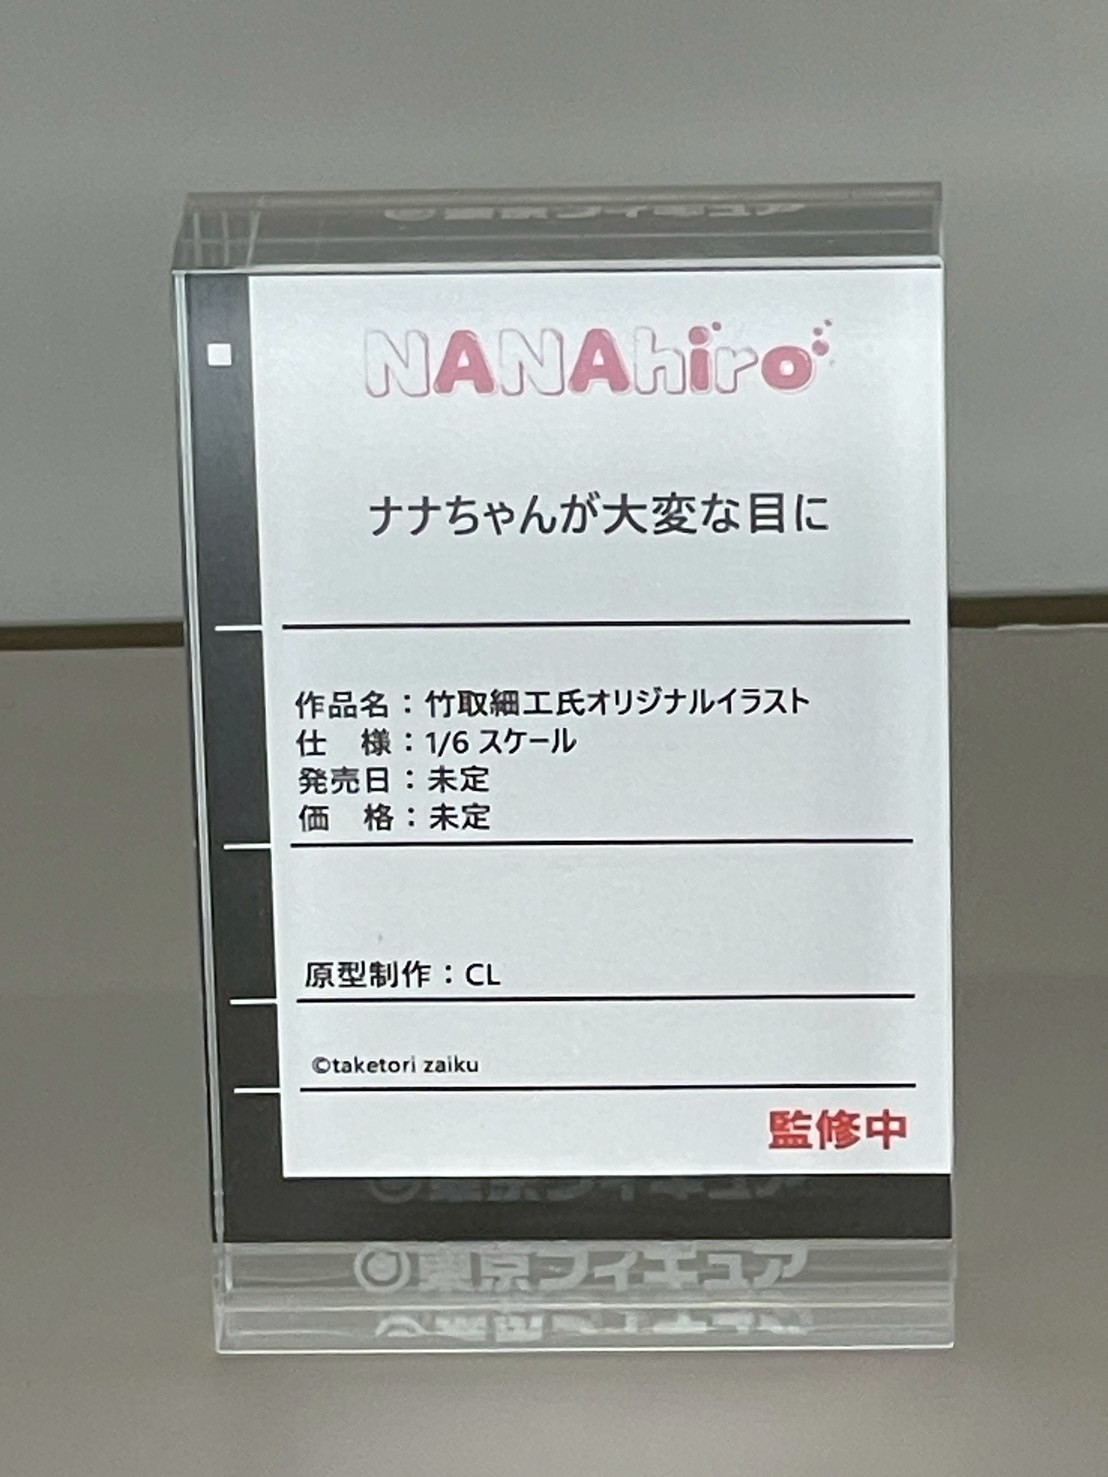 NANAhiro
ナナちゃんが大変な目に
作品名：竹取細工氏オリジナルイラスト
仕　様：1/6 スケール
発売日：未定
価　格：未定
原型制作：CL
©taketori zaiku
監修中
東京フィギュア